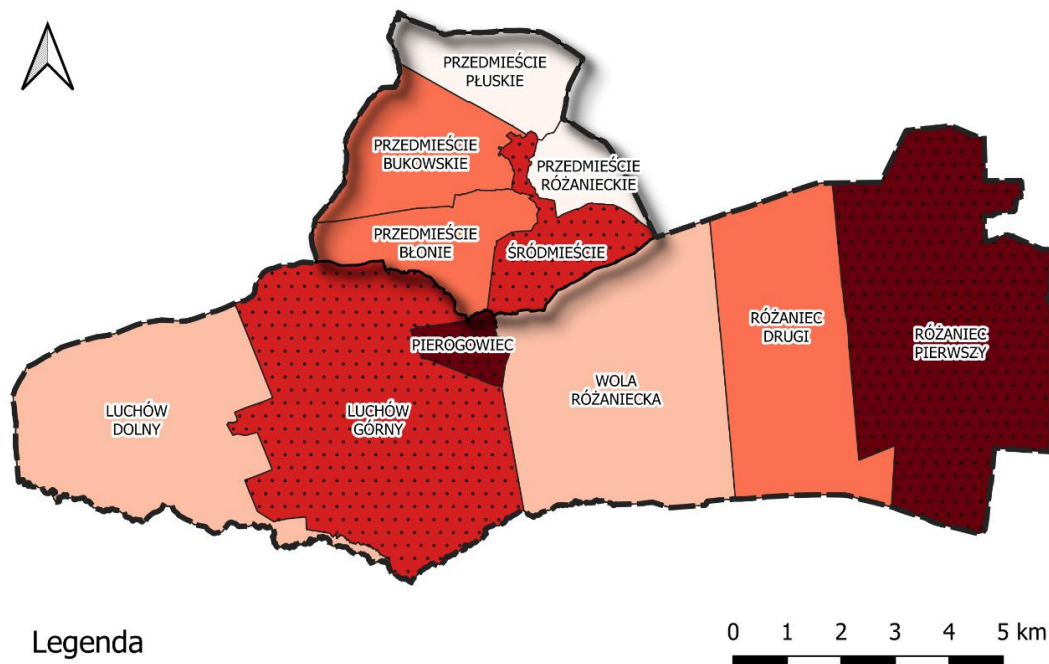 PRZEDMIEŚCIE
PŁUSKIE
PRZEDMIEŚCIE
BUKOWSKIE
PRZEDMIEŚCIE
RÓŻANIECKIE
PRZEDMIEŚCIE
BŁONIE
ŚRÓDMIEŚCIE
PIEROGOWIEC
RÓŻANIEC
DRUGI
RÓŻANIEC
PIERWSZY
WOLA
RÓŻANIECKA
LUCHÓW
DOLNY
LUCHÓW
GÓRNY
Legenda
0 1 2 3 4 5 km